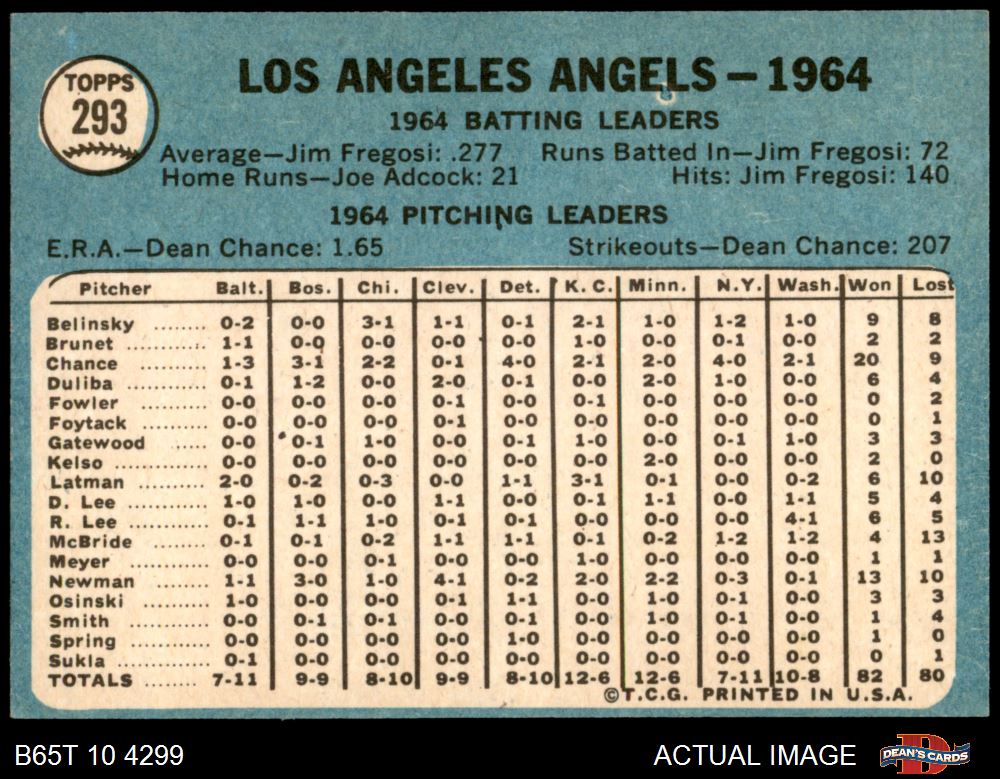 TOPPS
293
LOS ANGELES ANGELS — 1964
1964 BATTING LEADERS
Average—Jim Fregosi: .277 Runs Batted In—Jim Fregosi: 72
Home Runs—Joe Adcock: 21 Hits: Jim Fregosi: 140
1964 PITCHING LEADERS
E.R.A.—Dean Chance: 1.65 Strikeouts—Dean Chance: 207
Pitcher Balt. Bos. Chi. Clev. Det. K. C. Minn. N.Y. Wash. Won Lost
Belinsky ........ 0-2 0-0 3-1 1-1 0-1 2-1 1-0 1-2 1-0 9 8
Brunet ............ 1-1 0-0 0-0 0-0 0-0 1-0 0-0 0-1 0-0 2 2
Chance .......... 1-3 3-1 2-2 0-1 4-0 2-1 2-0 4-0 2-1 20 9
Duliba ............ 0-1 1-2 0-0 2-0 0-1 0-0 2-0 1-0 0-0 6 4
Fowler .......... 0-0 0-0 0-0 0-1 0-0 0-1 0-0 0-0 0-0 0 2
Foytack .......... 0-0 0-0 0-0 0-1 0-0 0-0 0-0 0-0 0-0 0 1
Gatewood ...... 0-0 0-1 1-0 0-0 0-1 1-0 0-0 0-1 1-0 3 3
Kelso .............. 0-0 0-0 0-0 0-0 0-0 0-0 2-0 0-0 0-0 2 0
Latman .......... 2-0 0-2 0-3 0-0 1-1 3-1 0-1 0-0 0-2 6 10
D. Lee ............ 1-0 1-0 0-0 1-1 0-0 0-1 1-1 0-0 1-1 5 4
R. Lee ............ 0-1 1-1 1-0 0-1 0-1 0-0 0-0 0-0 4-1 6 5
McBride ........ 0-1 0-1 0-2 1-1 1-1 0-1 0-2 1-2 1-2 4 13
Meyer ............ 0-0 0-0 0-1 0-0 0-0 1-0 0-0 0-0 0-0 1 1
Newman ........ 1-1 3-0 1-0 4-1 0-2 2-0 2-2 0-3 0-1 13 10
Osinski .......... 1-0 0-0 0-0 0-1 1-1 0-0 1-0 0-1 0-0 3 3
Smith ............ 0-0 0-1 0-1 0-0 0-1 0-0 1-0 0-1 0-0 1 4
Spring ............ 0-0 0-0 0-0 0-0 1-0 0-0 0-0 0-0 0-0 1 0
Sukla .............. 0-1 0-0 0-0 0-0 0-0 0-0 0-0 0-0 0-0 0 1
TOTALS ........ 7-11 9-9 8-10 9-9 8-10 12-6 12-6 7-11 10-8 82 80
©T.C.G. PRINTED IN U.S.A.
B65T 10 4299 ACTUAL IMAGE DEAN'S CARDS